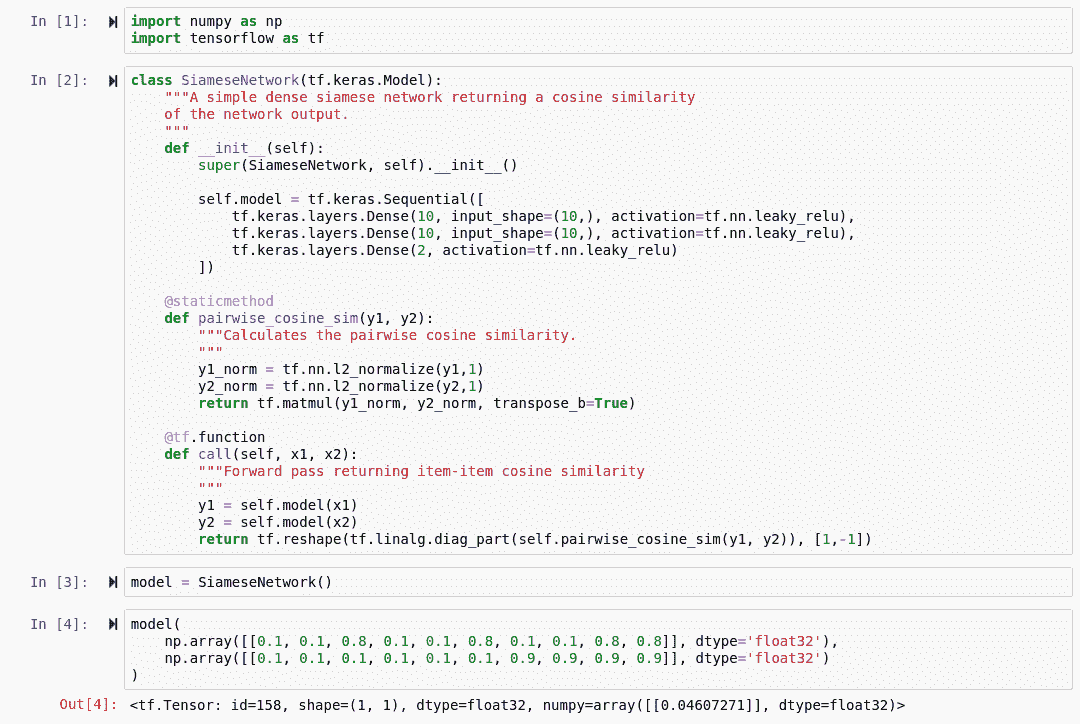 In [1]: import numpy as np
import tensorflow as tf
In [2]: class SiameseNetwork(tf.keras.Model):
    """A simple dense siamese network returning a cosine similarity
    of the network output.
    """
    def __init__(self):
        super(SiameseNetwork, self).__init__()
        self.model = tf.keras.Sequential([
            tf.keras.layers.Dense(10, input_shape=(10,), activation=tf.nn.leaky_relu),
            tf.keras.layers.Dense(10, input_shape=(10,), activation=tf.nn.leaky_relu),
            tf.keras.layers.Dense(2, activation=tf.nn.leaky_relu)
        ])
    @staticmethod
    def pairwise_cosine_sim(y1, y2):
        """Calculates the pairwise cosine similarity.
        """
        y1_norm = tf.nn.l2_normalize(y1,1)
        y2_norm = tf.nn.l2_normalize(y2,1)
        return tf.matmul(y1_norm, y2_norm, transpose_b=True)
    @tf.function
    def call(self, x1, x2):
        """Forward pass returning item-item cosine similarity
        """
        y1 = self.model(x1)
        y2 = self.model(x2)
        return tf.reshape(tf.linalg.diag_part(self.pairwise_cosine_sim(y1, y2)), [1,-1])
In [3]: model = SiameseNetwork()
In [4]: model(
    np.array([[0.1, 0.1, 0.8, 0.1, 0.1, 0.8, 0.1, 0.1, 0.8, 0.8]], dtype='float32'),
    np.array([[0.1, 0.1, 0.1, 0.1, 0.1, 0.1, 0.9, 0.9, 0.9, 0.9]], dtype='float32')
)
Out[4]: <tf.Tensor: id=158, shape=(1, 1), dtype=float32, numpy=array([[0.04607271]], dtype=float32)>